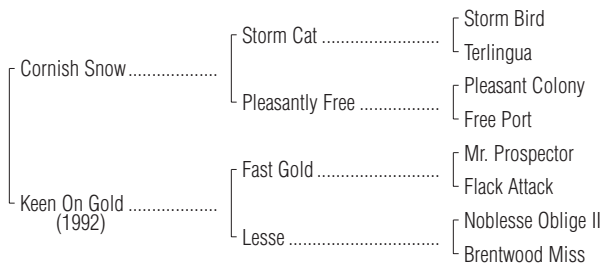 Storm Bird
Storm Cat ........................
Terlingua
Cornish Snow..................
Pleasant Colony
Pleasantly Free ................
Free Port
Mr. Prospector
Fast Gold .........................
Flack Attack
Keen On Gold ..................
(1992)
Noblesse Oblige II
Lesse ...............................
Brentwood Miss